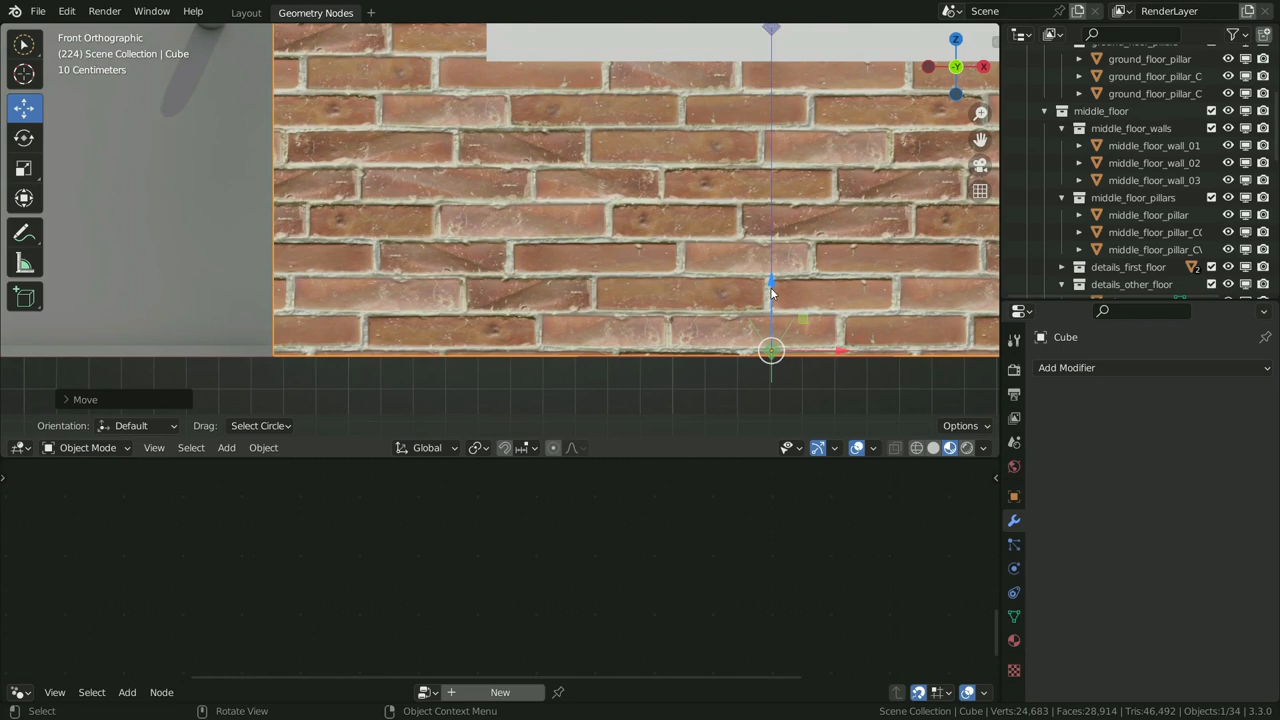 File Edit Render Window Help Layout Geometry Nodes + Scene RenderLayer
Front Orthographic
(224) Scene Collection | Cube
10 Centimeters
Z
-Y X
ground_floor_pillar
ground_floor_pillar_C
ground_floor_pillar_C
middle_floor
middle_floor_walls
middle_floor_wall_01
middle_floor_wall_02
middle_floor_wall_03
middle_floor_pillars
middle_floor_pillar
middle_floor_pillar_C
middle_floor_pillar_C
details_first_floor 2
details_other_floor
Cube
Add Modifier
Move
Orientation: Default Drag: Select Circle Options
Object Mode View Select Add Object Global
View Select Add Node New
Select Rotate View Object Context Menu Scene Collection | Cube | Verts:24,683 | Faces:28,914 | Tris:46,492 | Objects:1/34 | 3.3.0